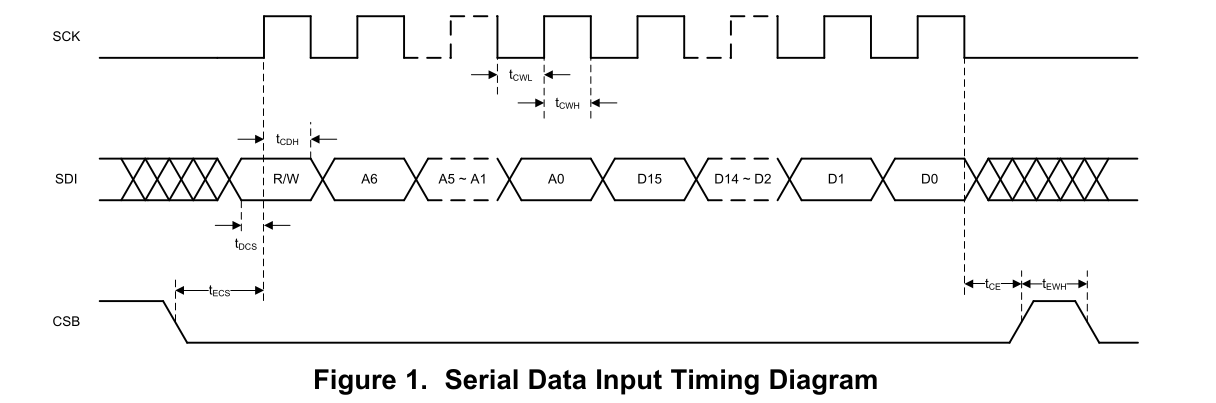 SCK
tCWL
tCWH
tCDH
SDI
R/W A6 A5 ~ A1 A0 D15 D14 ~ D2 D1 D0
tDCS
tECS tCE tEWH
CSB
Figure 1. Serial Data Input Timing Diagram